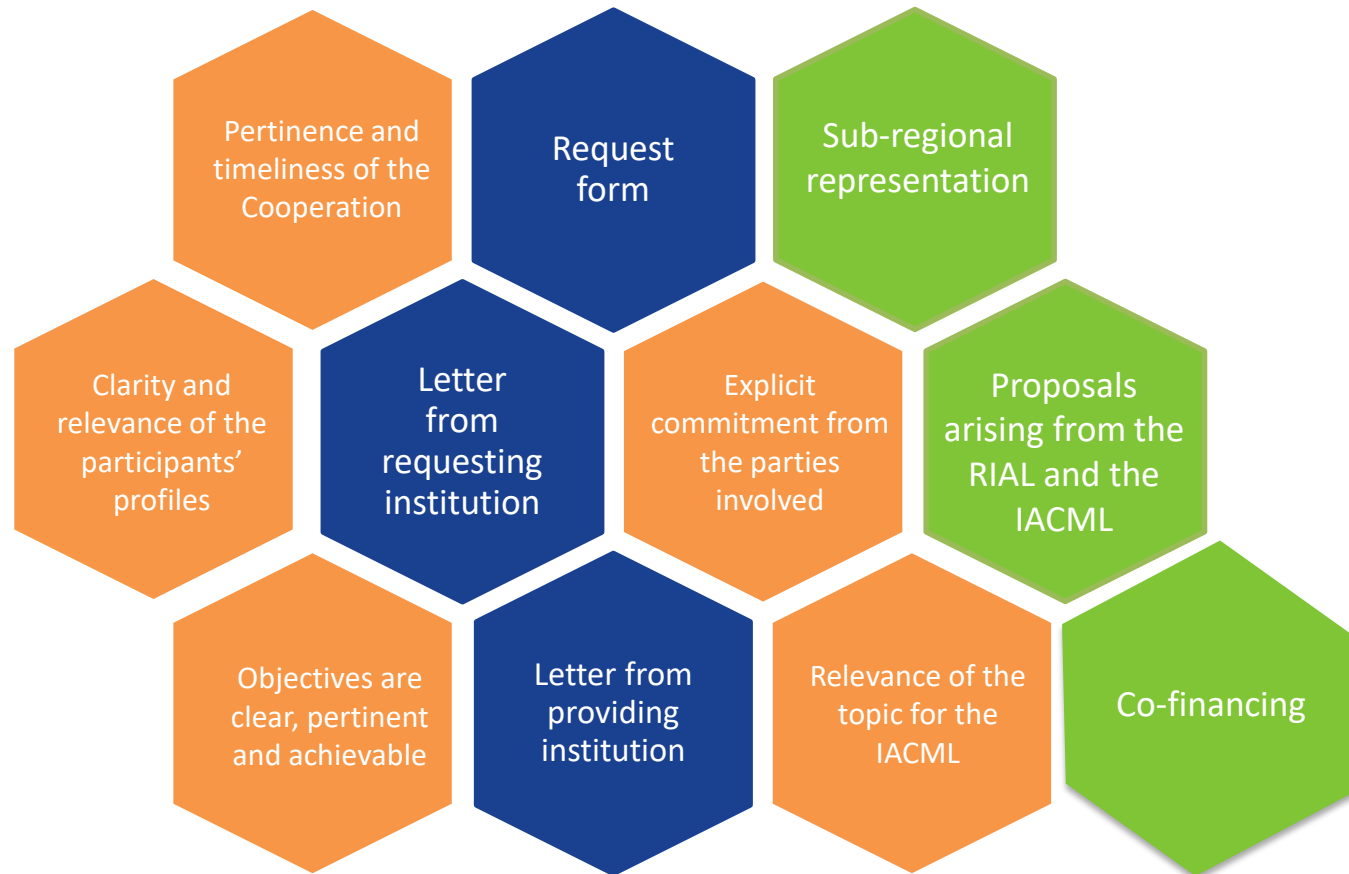 Pertinence and
timeliness of the
Cooperation
Request
form
Sub-regional
representation
Clarity and
relevance of the
participants’
profiles
Letter
from
requesting
institution
Explicit
commitment from
the parties
involved
Proposals
arising from the
RIAL and the
IACML
Objectives are
clear, pertinent
and achievable
Letter from
providing
institution
Relevance of the
topic for the
IACML
Co-financing